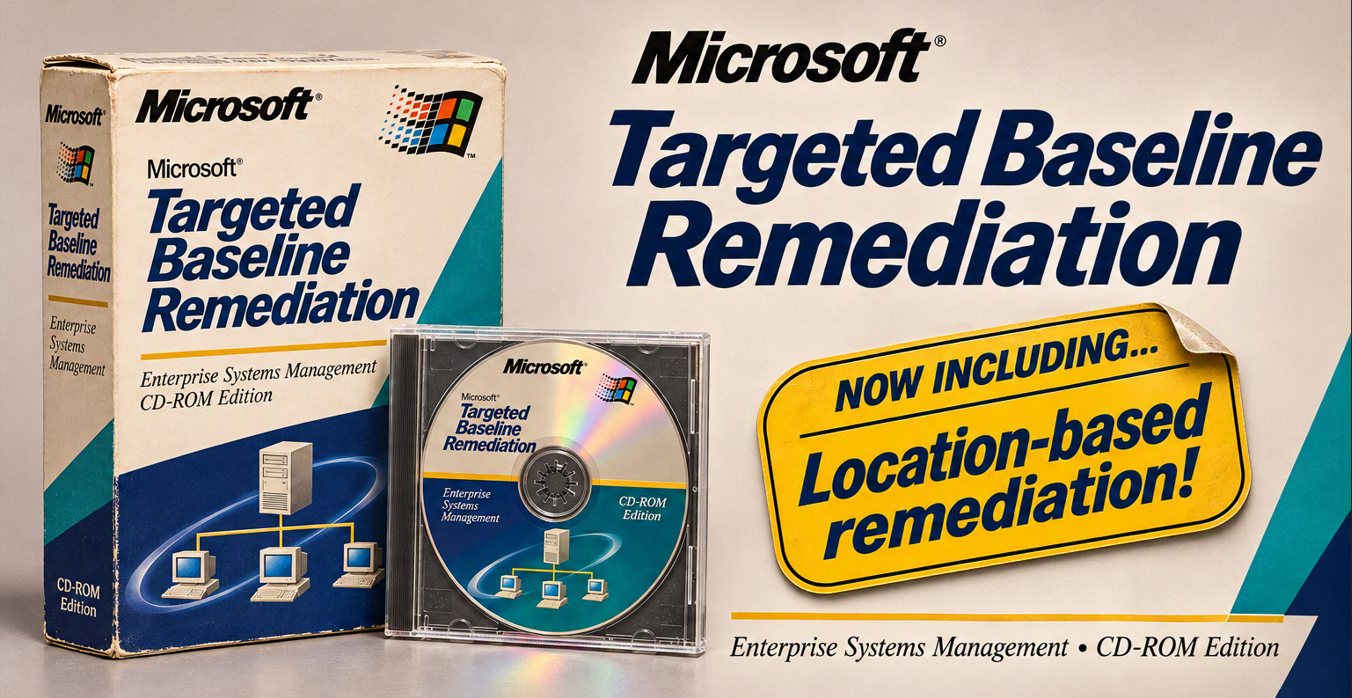 Microsoft®
Targeted
Baseline
Remediation
Enterprise
Systems
Management
CD-ROM
Edition
Microsoft®
TM
Microsoft®
Targeted
Baseline
Remediation
Enterprise Systems Management
CD-ROM Edition
Microsoft®
Microsoft®
Targeted
Baseline
Remediation
Enterprise
Systems
Management
CD-ROM
Edition
Microsoft®
Targeted Baseline
Remediation
NOW INCLUDING...
Location-based
remediation!
Enterprise Systems Management • CD-ROM Edition